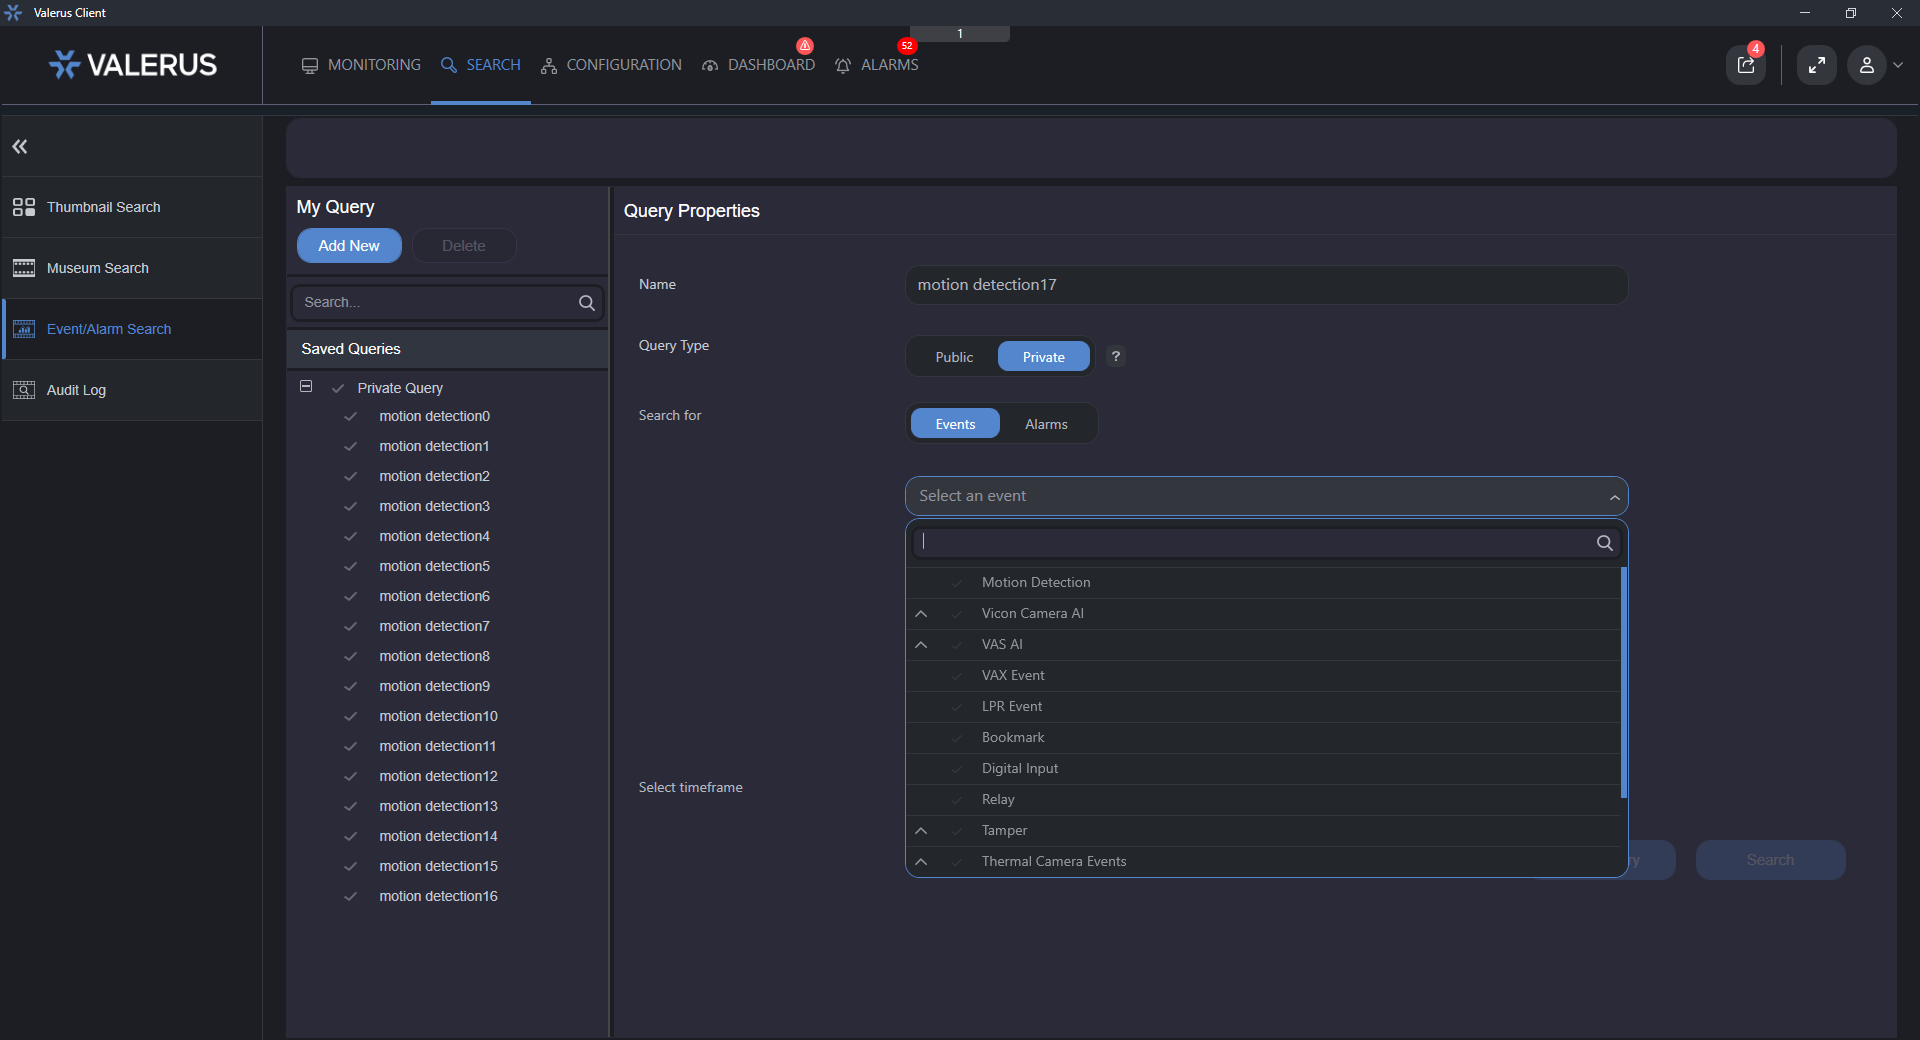 Valerus Client
1
VALERUS
MONITORING
SEARCH
CONFIGURATION
DASHBOARD
52
ALARMS
4
Thumbnail Search
Museum Search
Event/Alarm Search
Audit Log
My Query
Add New
Delete
Search...
Saved Queries
Private Query
motion detection0
motion detection1
motion detection2
motion detection3
motion detection4
motion detection5
motion detection6
motion detection7
motion detection8
motion detection9
motion detection10
motion detection11
motion detection12
motion detection13
motion detection14
motion detection15
motion detection16
Query Properties
Name
motion detection17
Query Type
Public
Private
?
Search for
Events
Alarms
Select an event
Motion Detection
Vicon Camera AI
VAS AI
VAX Event
LPR Event
Bookmark
Digital Input
Relay
Tamper
Thermal Camera Events
Select timeframe
Search